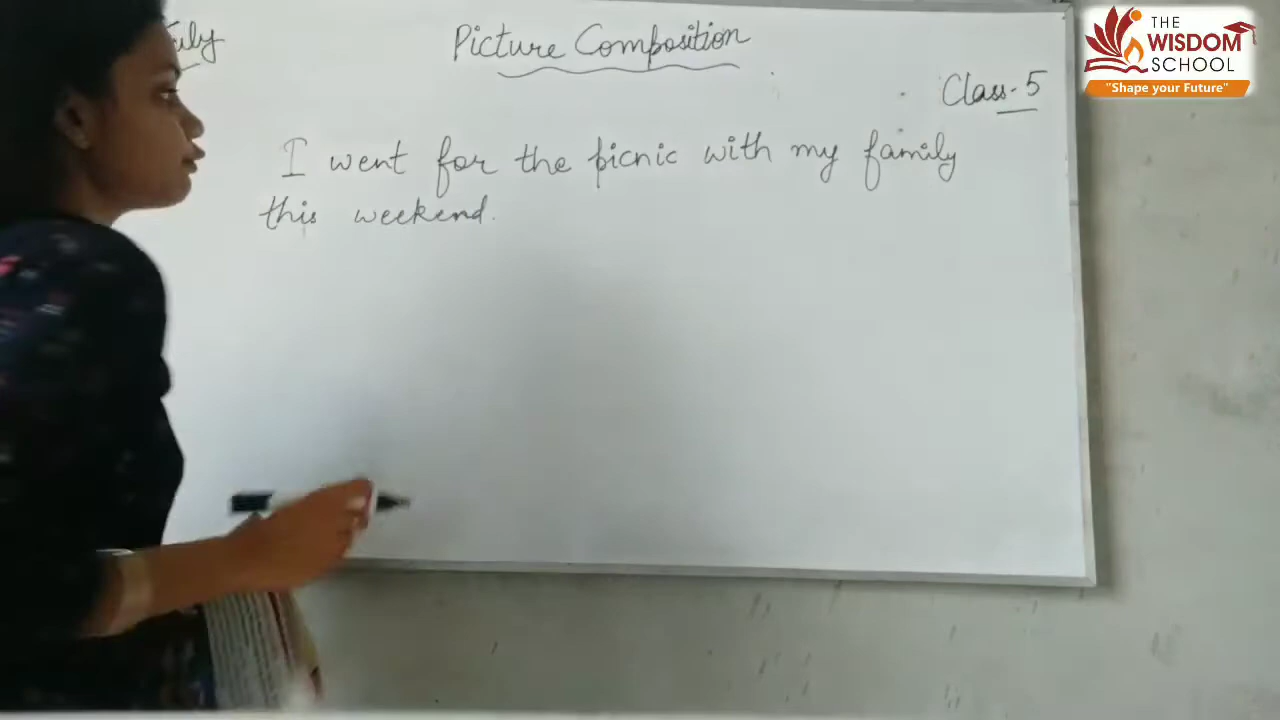 Picture Composition
Class-5
I went for the picnic with my family
this weekend.
THE
WISDOM
SCHOOL
"Shape your Future"